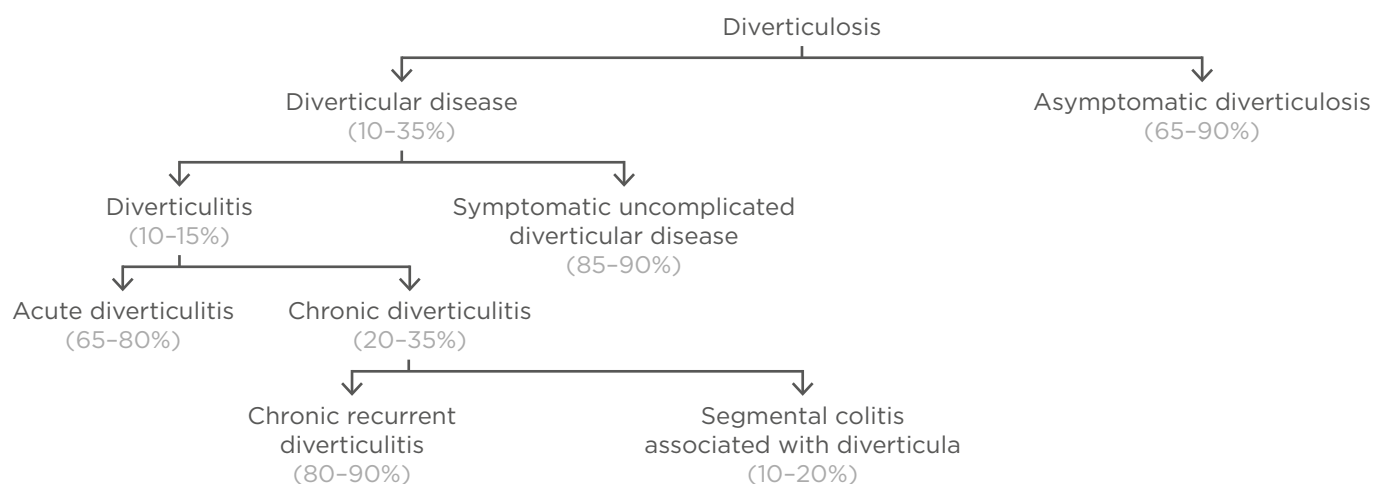 Diverticulosis
Diverticular disease
(10–35%)
Asymptomatic diverticulosis
(65–90%)
Diverticulitis
(10–15%)
Symptomatic uncomplicated
diverticular disease
(85–90%)
Acute diverticulitis
(65–80%)
Chronic diverticulitis
(20–35%)
Chronic recurrent
diverticulitis
(80–90%)
Segmental colitis
associated with diverticula
(10–20%)